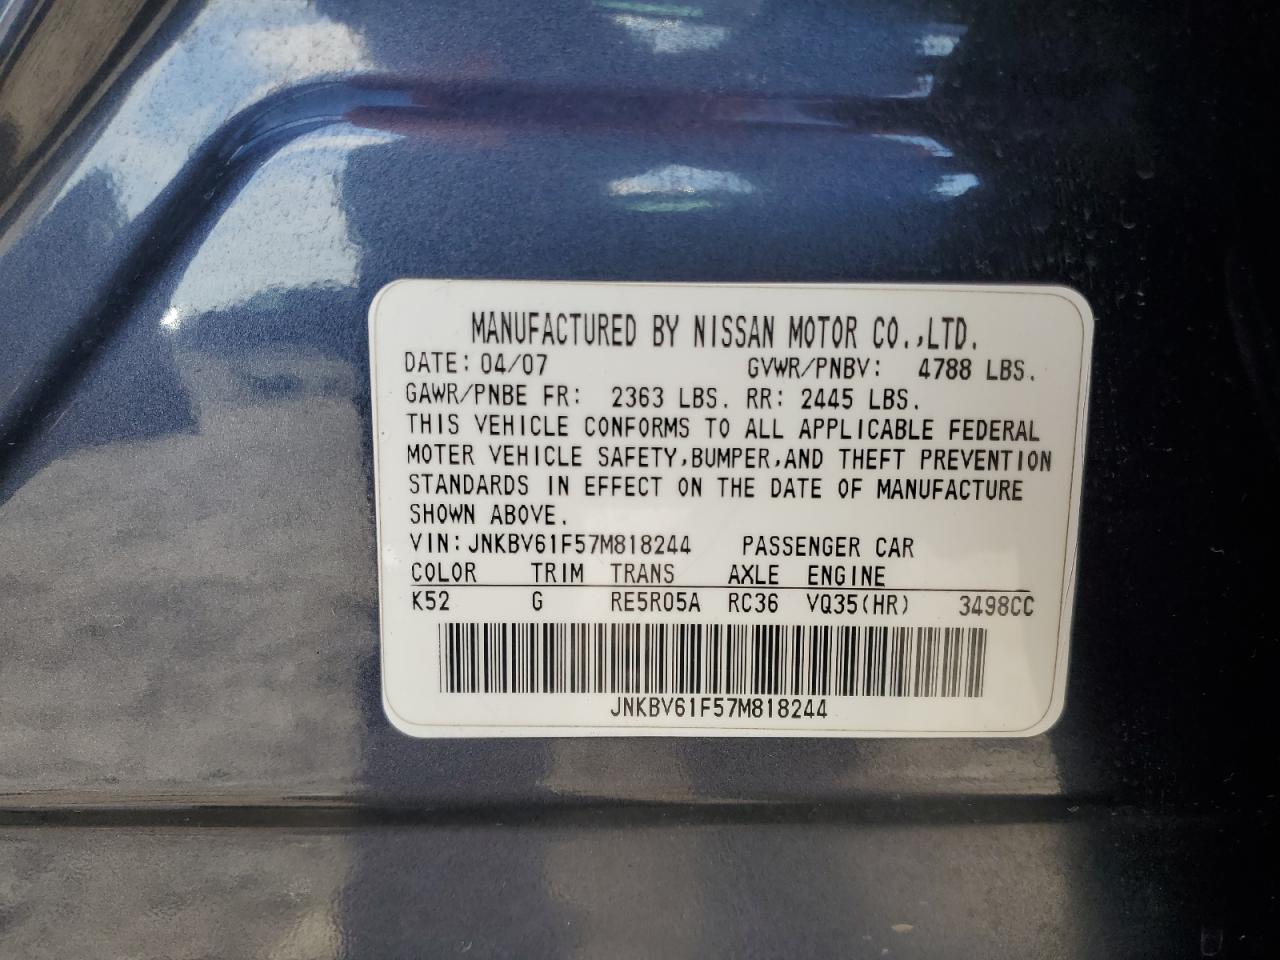 MANUFACTURED BY NISSAN MOTOR CO.,LTD.
DATE: 04/07 GVWR/PNBV: 4788 LBS.
GAWR/PNBE FR: 2363 LBS. RR: 2445 LBS.
THIS VEHICLE CONFORMS TO ALL APPLICABLE FEDERAL
MOTER VEHICLE SAFETY,BUMPER,AND THEFT PREVENTION
STANDARDS IN EFFECT ON THE DATE OF MANUFACTURE
SHOWN ABOVE.
VIN: JNKBV61F57M818244 PASSENGER CAR
COLOR TRIM TRANS AXLE ENGINE
K52 G RE5R05A RC36 VQ35(HR) 3498CC
JNKBV61F57M818244